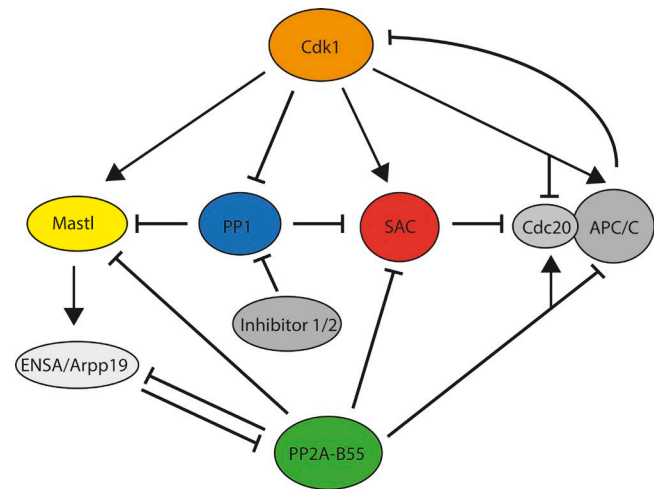 Cdk1
Mastl
PP1
SAC
Cdc20
APC/C
Inhibitor 1/2
ENSA/Arpp19
PP2A-B55